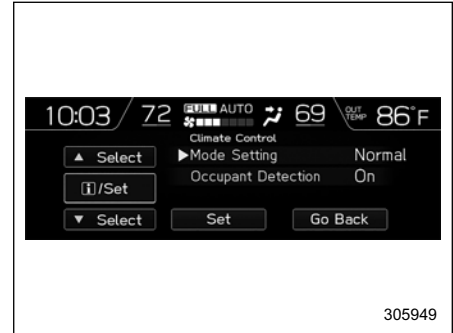 10:03 72 FULL AUTO 69 OUT TEMP 86°F
Climate Control
▲ Select ▶Mode Setting Normal
i/Set Occupant Detection On
▼ Select Set Go Back
305949